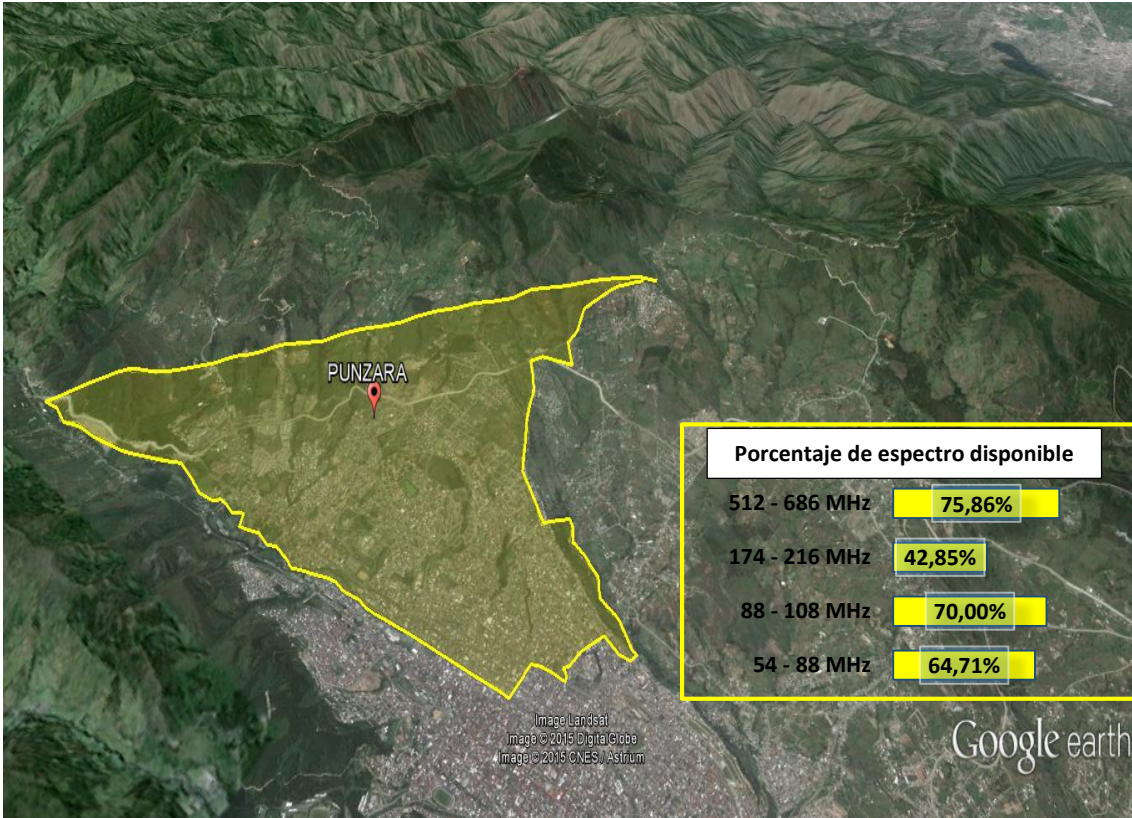 PUNZARA
Porcentaje de espectro disponible
512 - 686 MHz 75,86%
174 - 216 MHz 42,85%
88 - 108 MHz 70,00%
54 - 88 MHz 64,71%
Image Landsat
Image © 2015 DigitalGlobe
Image © 2015 CNES / Astrium
Google earth